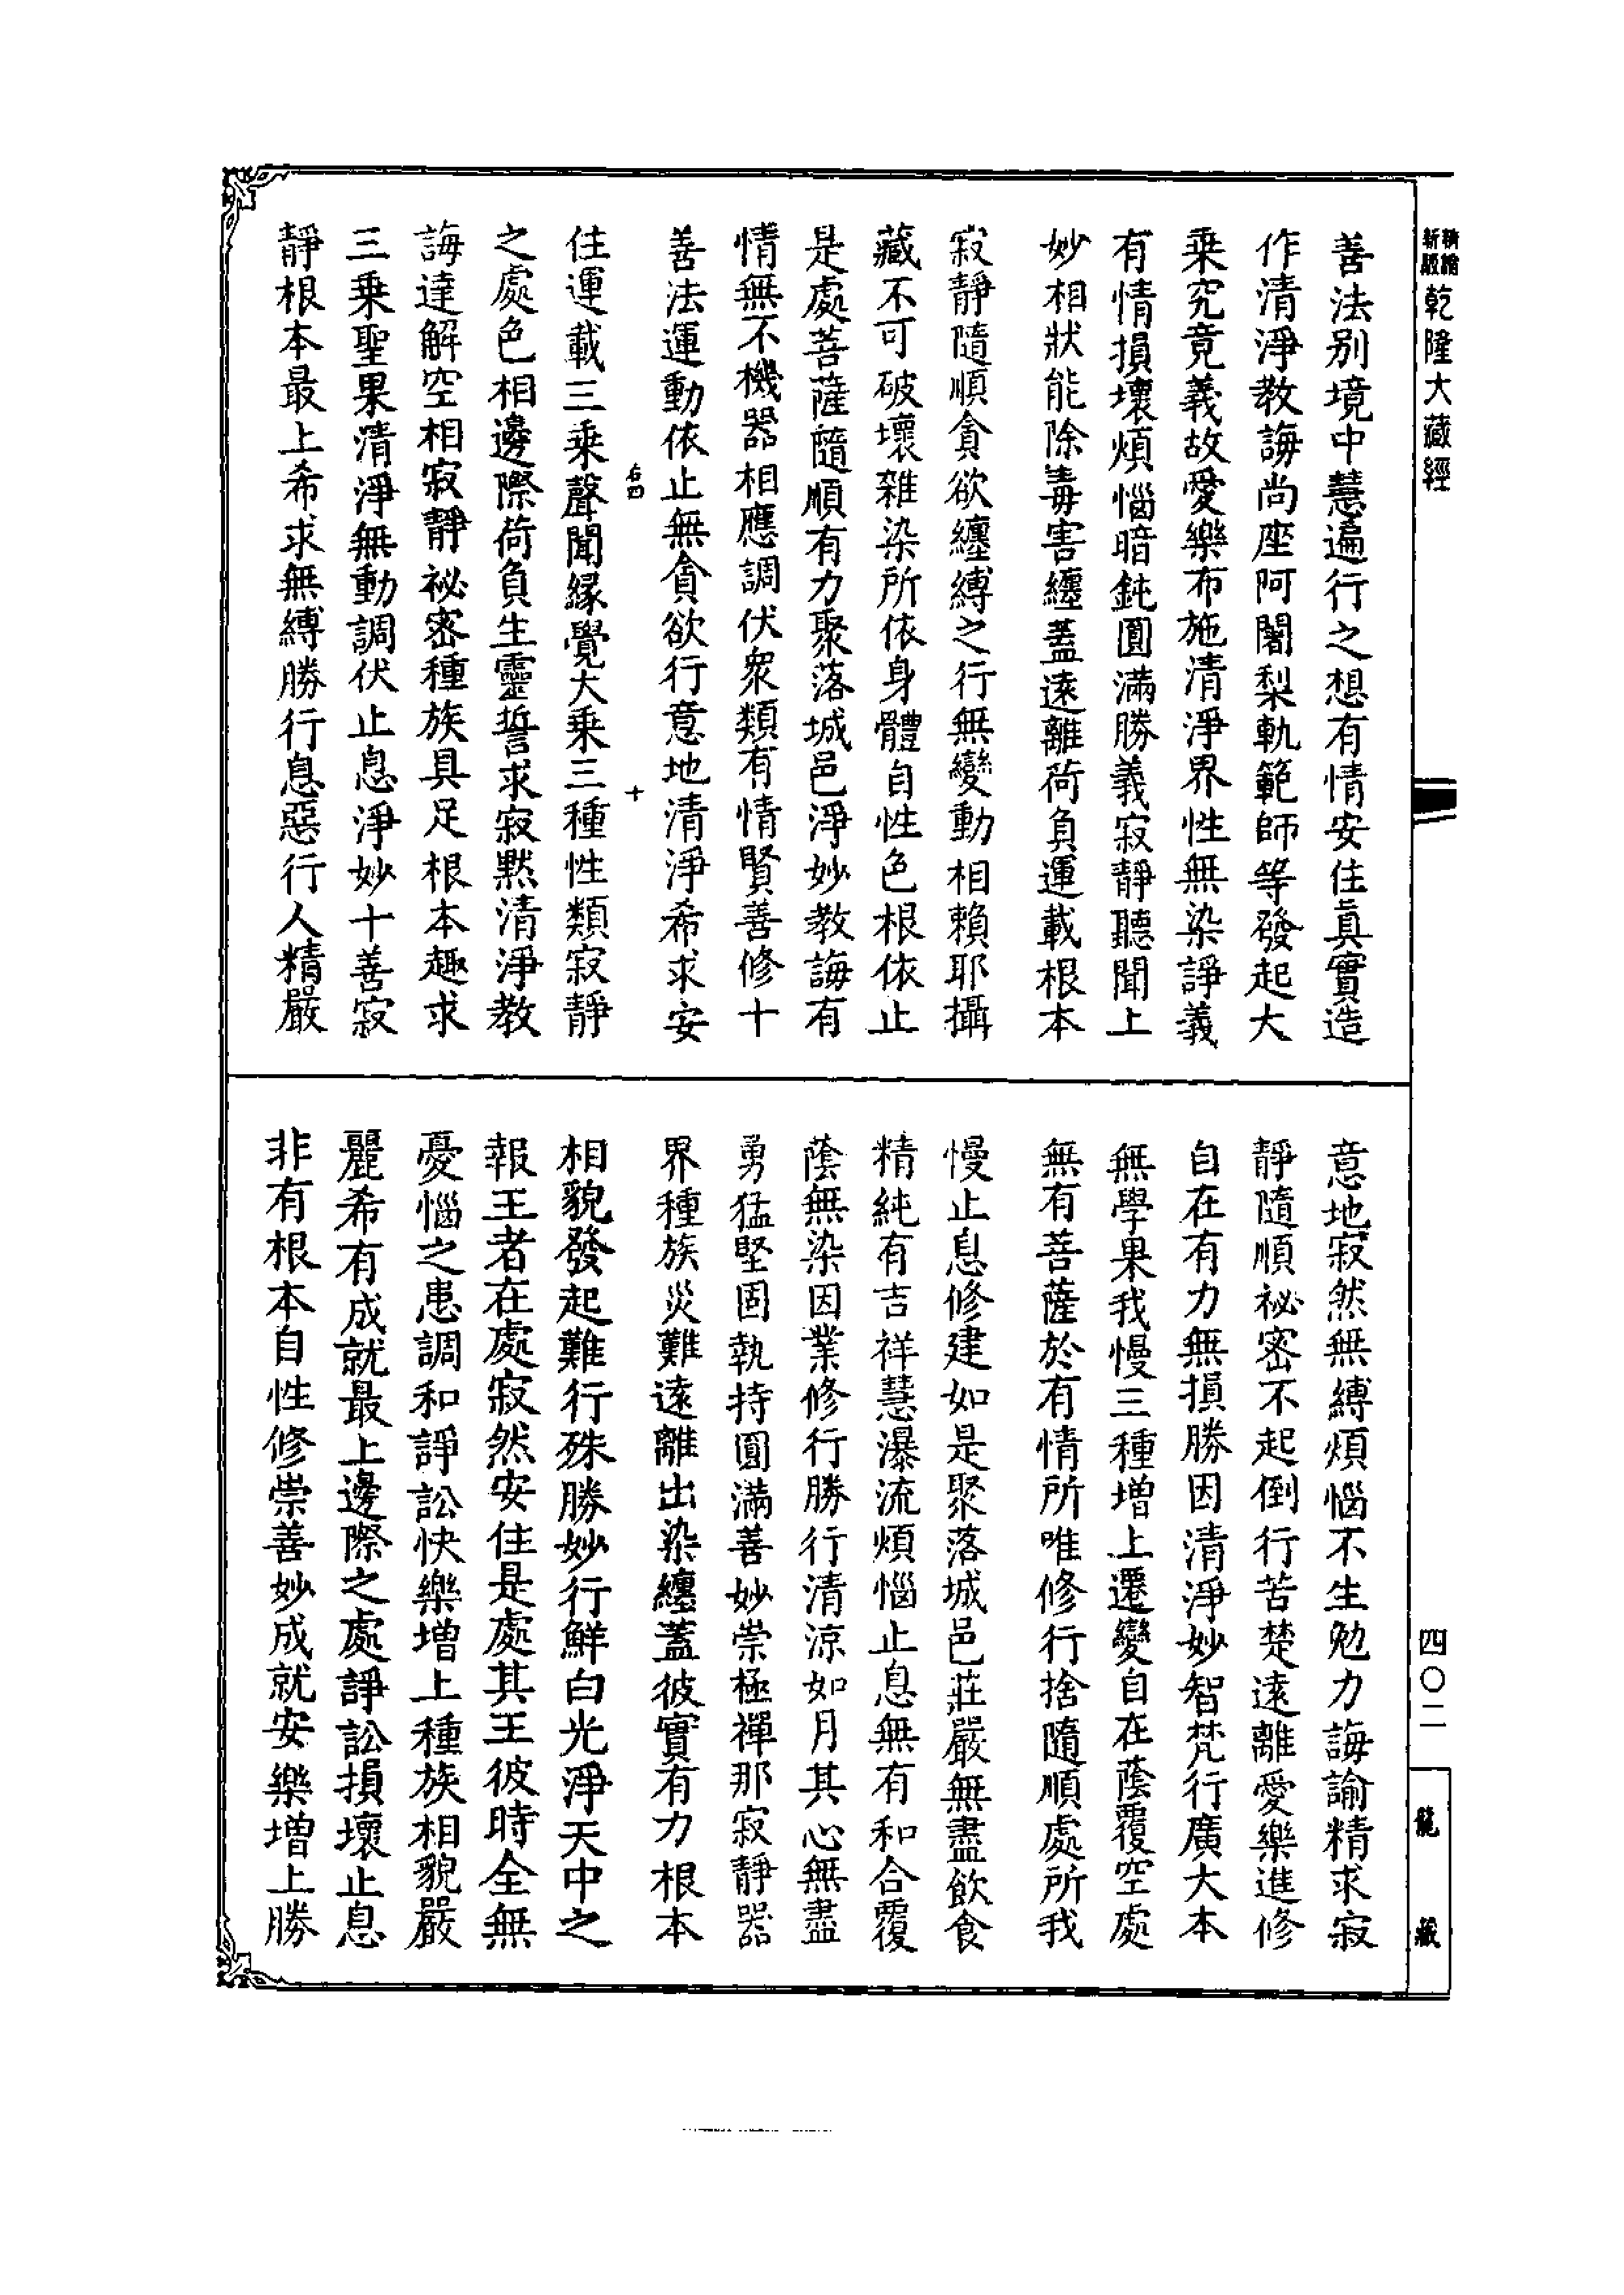 乾隆大藏經
善法別境中慧遍行之想有情安住真實造
作清淨教誨尚座阿闍梨軌範師等發起大
乘究竟義故愛樂布施清淨界性無染諍義
有情損壞煩惱暗鈍圓滿勝義寂靜聽聞上
妙相狀能除毒害纏蓋遠離荷負運載根本
寂靜隨順貪欲纏縛之行無變動相賴耶攝
藏不可破壞雜染所依身體自性色根依止
是處菩薩隨順有力聚落城邑淨妙教誨有
情無不機器相應調伏衆類有情賢善修十
善法運動依止無貪欲行意地清淨希求安
右四
十
住運載三乘聲聞緣覺大乘三種性類寂靜
之處色相邊際荷負生靈誓求寂默清淨教
誨達解空相寂靜祕密種族具足根本趣求
三乘聖果清淨無動調伏止息淨妙十善寂
靜根本最上希求無縛勝行息惡行人精嚴
意地寂然無縛煩惱不生勉力誨諭精求寂
靜隨順祕密不起倒行苦楚遠離愛樂進修
自在有力無損勝因清淨妙智梵行廣大本
無學果我慢三種增上遷變自在蔭覆空處
無有菩薩於有情所唯修行捨隨順處所我
慢止息修建如是聚落城邑莊嚴無盡飲食
精純有吉祥慧瀑流煩惱止息無有和合覆
蔭無染因業修行勝行清涼如月其心無盡
勇猛堅固執持圓滿善妙崇極禪那寂靜器
界種族災難遠離出染纏蓋彼實有力根本
相貌發起難行殊勝妙行鮮白光淨天中之
報王者在處寂然安住是處其王彼時全無
憂惱之患調和諍訟快樂增上種族相貌嚴
麗希有成就最上邊際之處諍訟損壞止息
非有根本自性修崇善妙成就安樂增上勝
四〇二
龍藏